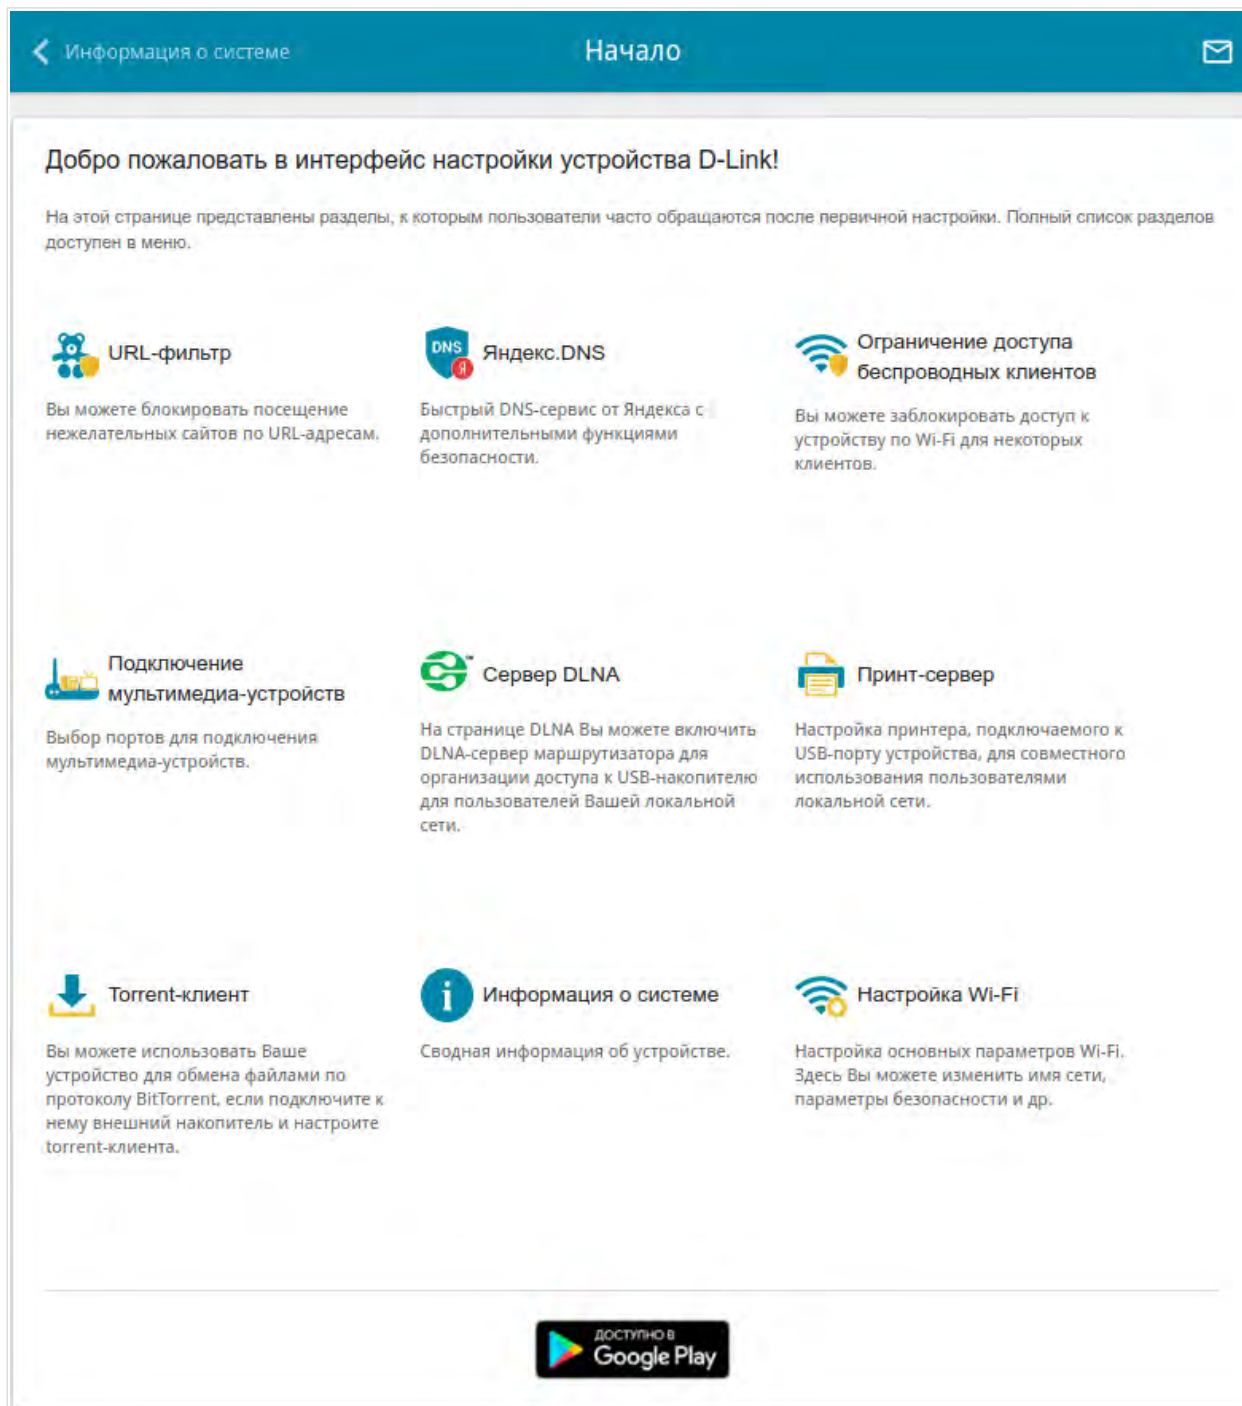 Информация о системе
Начало
Добро пожаловать в интерфейс настройки устройства D-Link!
На этой странице представлены разделы, к которым пользователи часто обращаются после первичной настройки. Полный список разделов
доступен в меню.
URL-фильтр
Вы можете блокировать посещение
нежелательных сайтов по URL-адресам.
DNS
Я
Яндекс.DNS
Быстрый DNS-сервис от Яндекса с
дополнительными функциями
безопасности.
Ограничение доступа
беспроводных клиентов
Вы можете заблокировать доступ к
устройству по Wi-Fi для некоторых
клиентов.
Подключение
мультимедиа-устройств
Выбор портов для подключения
мультимедиа-устройств.
Сервер DLNA
На странице DLNA Вы можете включить
DLNA-сервер маршрутизатора для
организации доступа к USB-накопителю
для пользователей Вашей локальной
сети.
Принт-сервер
Настройка принтера, подключаемого к
USB-порту устройства, для совместного
использования пользователями
локальной сети.
Torrent-клиент
Вы можете использовать Ваше
устройство для обмена файлами по
протоколу BitTorrent, если подключите к
нему внешний накопитель и настроите
torrent-клиента.
Информация о системе
Сводная информация об устройстве.
Настройка Wi-Fi
Настройка основных параметров Wi-Fi.
Здесь Вы можете изменить имя сети,
параметры безопасности и др.
ДОСТУПНО В
Google Play